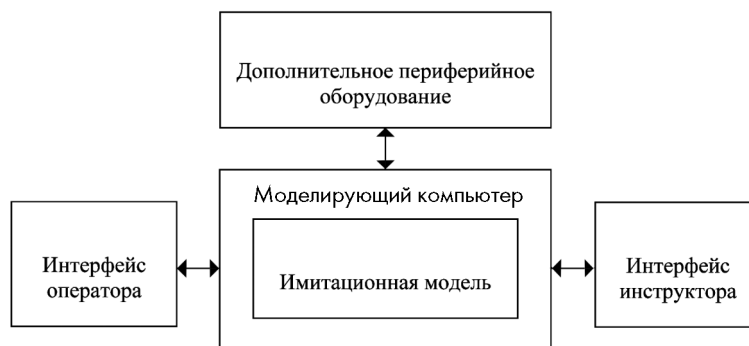 Дополнительное периферийное
оборудование
Моделирующий компьютер
Имитационная модель
Интерфейс
оператора
Интерфейс
инструктора